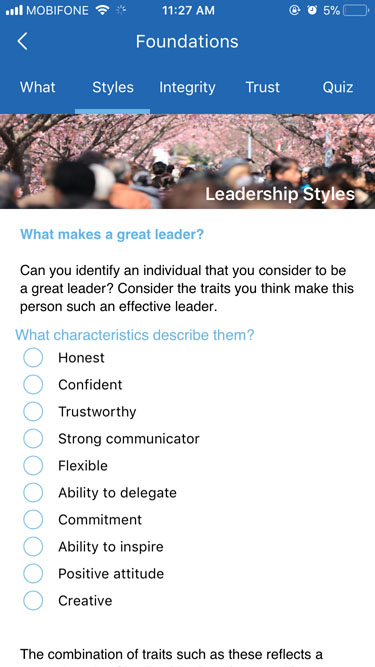 MOBIFONE 11:27 AM 5%
Foundations
What Styles Integrity Trust Quiz
Leadership Styles
What makes a great leader?
Can you identify an individual that you consider to be
a great leader? Consider the traits you think make this
person such an effective leader.
What characteristics describe them?
Honest
Confident
Trustworthy
Strong communicator
Flexible
Ability to delegate
Commitment
Ability to inspire
Positive attitude
Creative
The combination of traits such as these reflects a